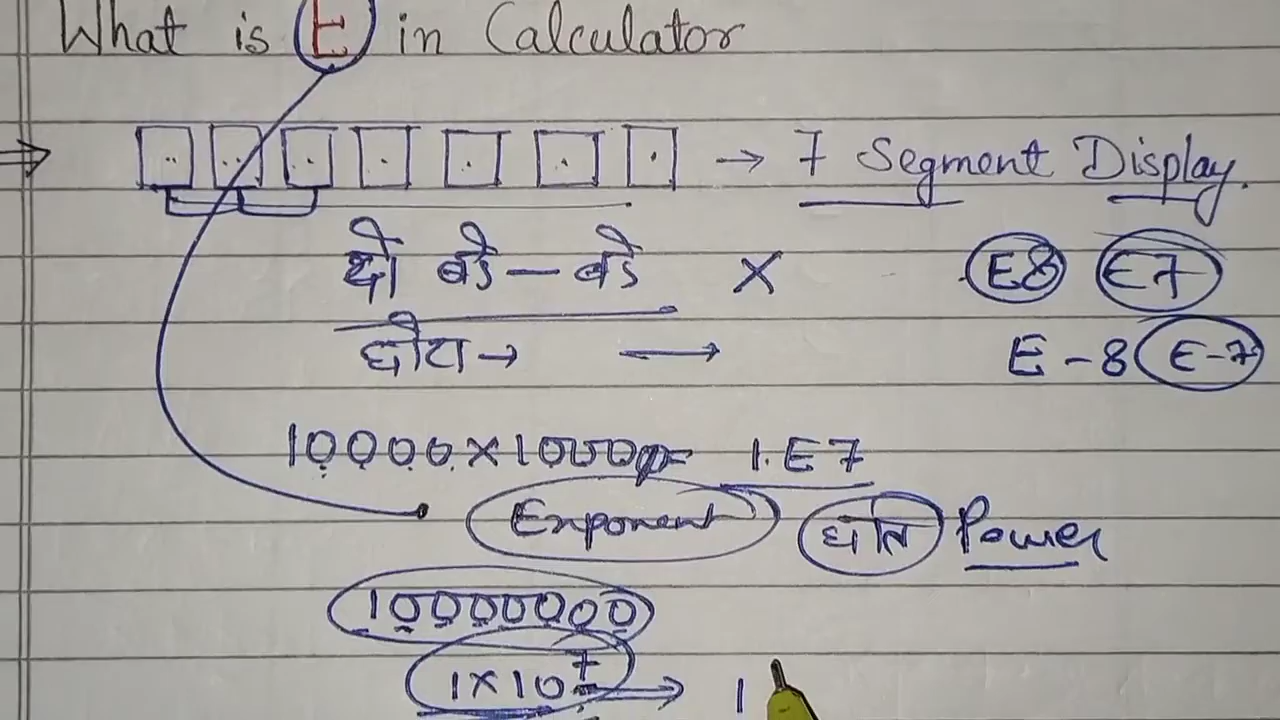 What is E in Calculator
→ 7 Segment Display.
दो बडे — बडे × E8 E7
छोटा → → E -8 E-7
10000×1000= 1.E7
Exponent घात Power
10000000
1×10⁷ → 1